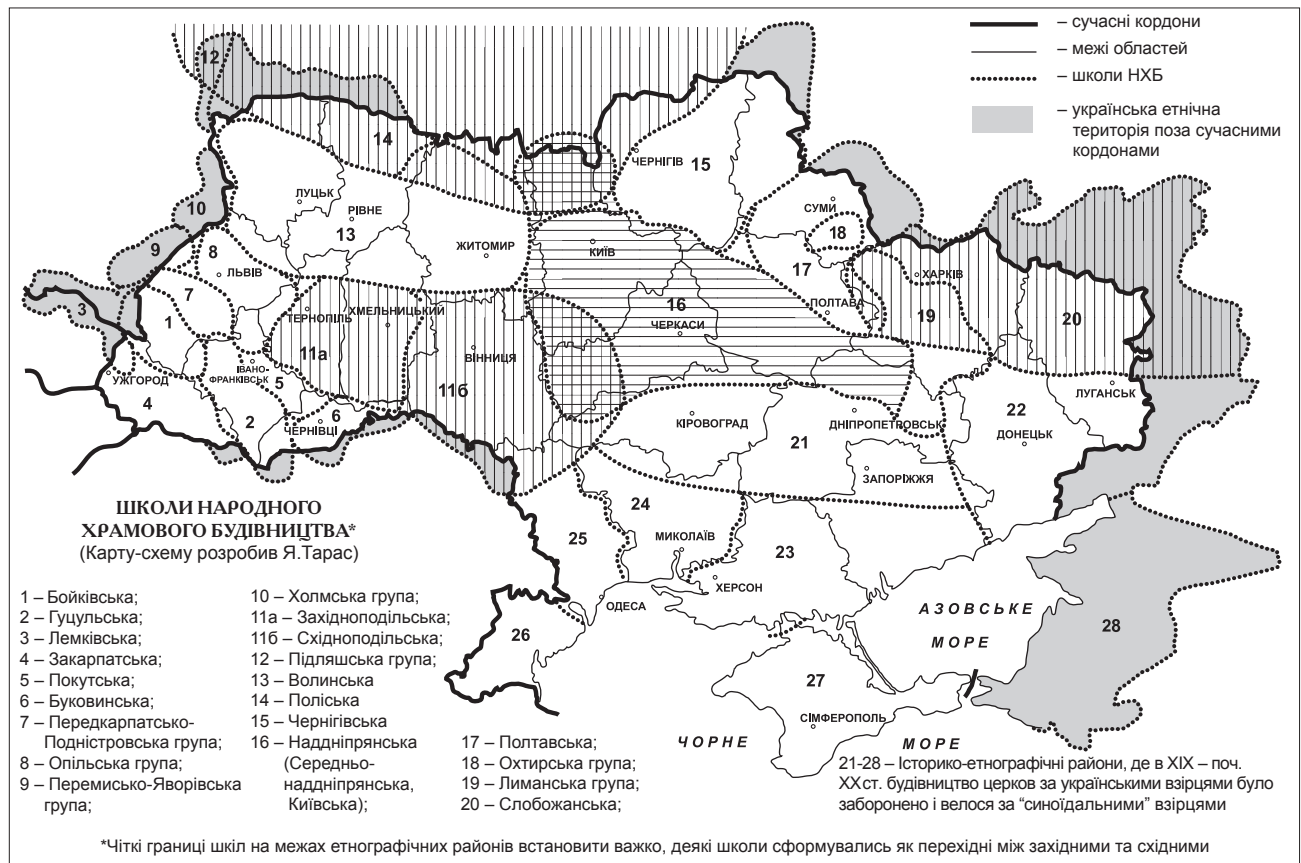 – сучасні кордони
– межі областей
– школи НХБ
– українська етнічна
територія поза сучасними
кордонами
12
14
15
ЧЕРНІГІВ
ЛУЦЬК
РІВНЕ
13
ЖИТОМИР
КИЇВ
СУМИ
18
17
10
9
8
ЛЬВІВ
7
3
1
ТЕРНОПІЛЬ
ХМЕЛЬНИЦЬКИЙ
11а
ВІННИЦЯ
11б
16
ЧЕРКАСИ
ПОЛТАВА
ХАРКІВ
19
20
УЖГОРОД
4
ІВАНО-
ФРАНКІВСЬК
5
2
6
ЧЕРНІВЦІ
КІРОВОГРАД
ДНІПРОПЕТРОВСЬК
21
ЗАПОРІЖЖЯ
22
ДОНЕЦЬК
ЛУГАНСЬК
24
25
МИКОЛАЇВ
23
ХЕРСОН
ОДЕСА
26
АЗОВСЬКЕ
МОРЕ
28
27
СІМФЕРОПОЛЬ
ЧОРНЕ
МОРЕ
ШКОЛИ НАРОДНОГО
ХРАМОВОГО БУДІВНИЦТВА*
(Карту-схему розробив Я.Тарас)
1 – Бойківська;
2 – Гуцульська;
3 – Лемківська;
4 – Закарпатська;
5 – Покутська;
6 – Буковинська;
7 – Передкарпатсько-
Подністровська група;
8 – Опільська група;
9 – Перемисько-Яворівська
група;
10 – Холмська група;
11а – Західноподільська;
11б – Східноподільська;
12 – Підляшська група;
13 – Волинська
14 – Поліська
15 – Чернігівська
16 – Наддніпрянська
(Середньо-
наддніпрянська,
Київська);
17 – Полтавська;
18 – Охтирська група;
19 – Лиманська група;
20 – Слобожанська;
21-28 – Історико-етнографічні райони, де в ХІХ – поч.
ХХ ст. будівництво церков за українськими взірцями було
заборонено і велося за “синоїдальними” взірцями
*Чіткі границі шкіл на межах етнографічних районів встановити важко, деякі школи сформувались як перехідні між західними та східними